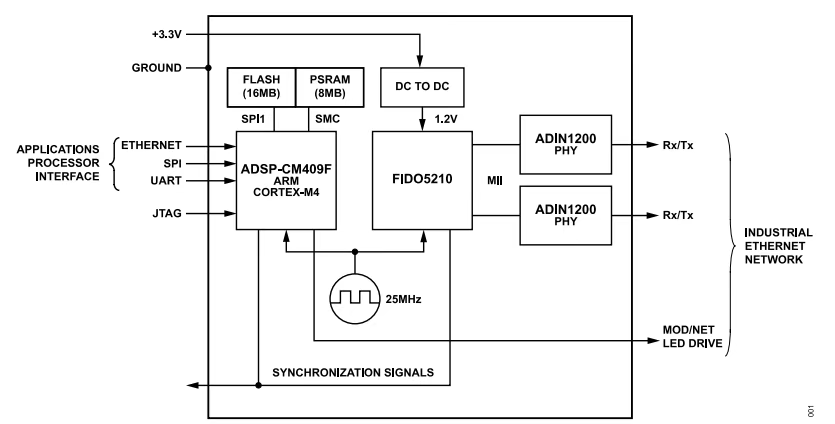 +3.3V
GROUND
FLASH
(16MB)
PSRAM
(8MB)
DC TO DC
SPI1
SMC
1.2V
APPLICATIONS
PROCESSOR
INTERFACE
ETHERNET
SPI
UART
JTAG
ADSP-CM409F
ARM
CORTEX-M4
FIDO5210
MII
ADIN1200
PHY
Rx/Tx
ADIN1200
PHY
Rx/Tx
INDUSTRIAL
ETHERNET
NETWORK
25MHz
MOD/NET
LED DRIVE
SYNCHRONIZATION SIGNALS
001